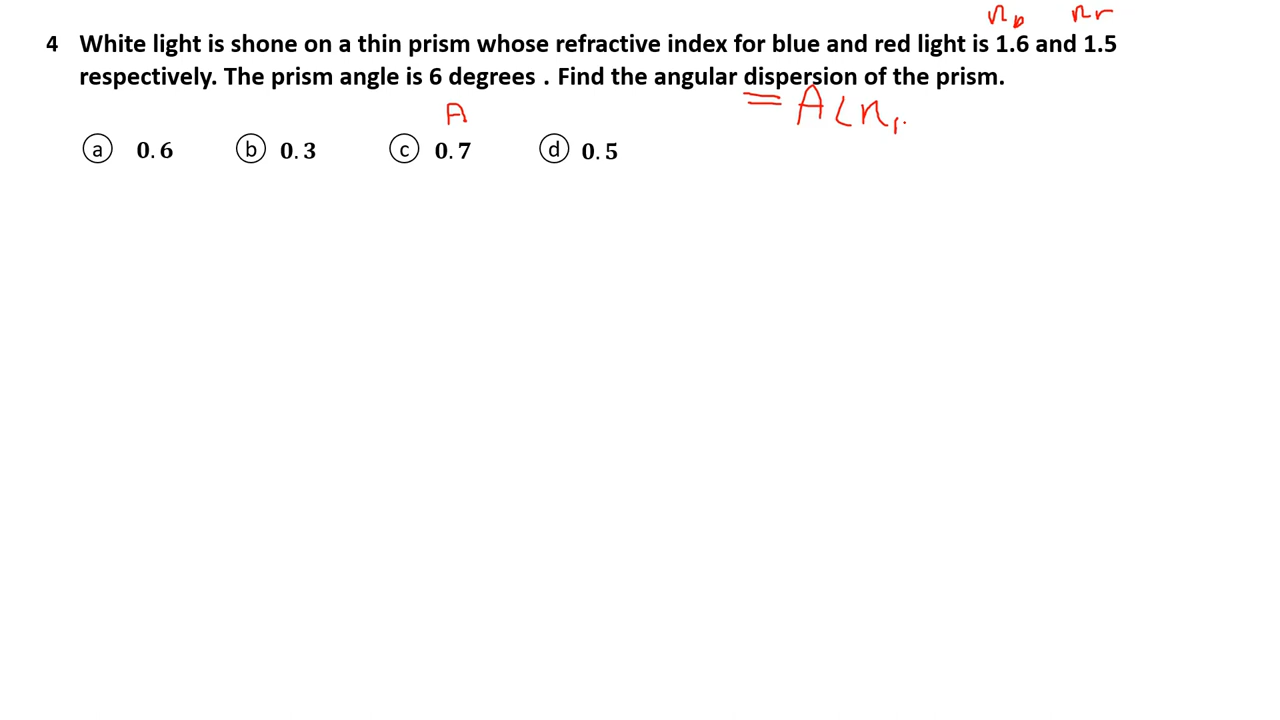 n_b n_r
4 White light is shone on a thin prism whose refractive index for blue and red light is 1.6 and 1.5
respectively. The prism angle is 6 degrees . Find the angular dispersion of the prism.
A = A ( n
a 0.6 b 0.3 c 0.7 d 0.5